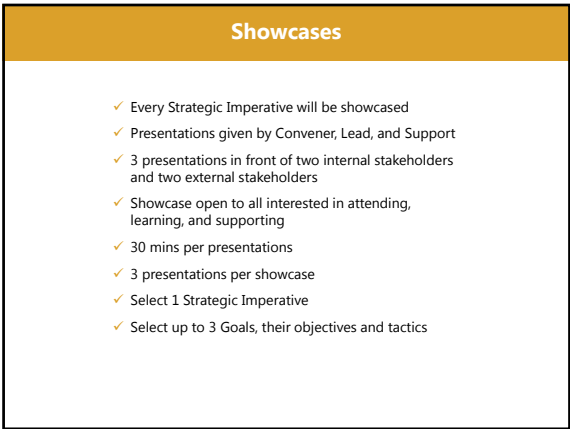 Showcases
✓ Every Strategic Imperative will be showcased
✓ Presentations given by Convener, Lead, and Support
✓ 3 presentations in front of two internal stakeholders
and two external stakeholders
✓ Showcase open to all interested in attending,
learning, and supporting
✓ 30 mins per presentations
✓ 3 presentations per showcase
✓ Select 1 Strategic Imperative
✓ Select up to 3 Goals, their objectives and tactics